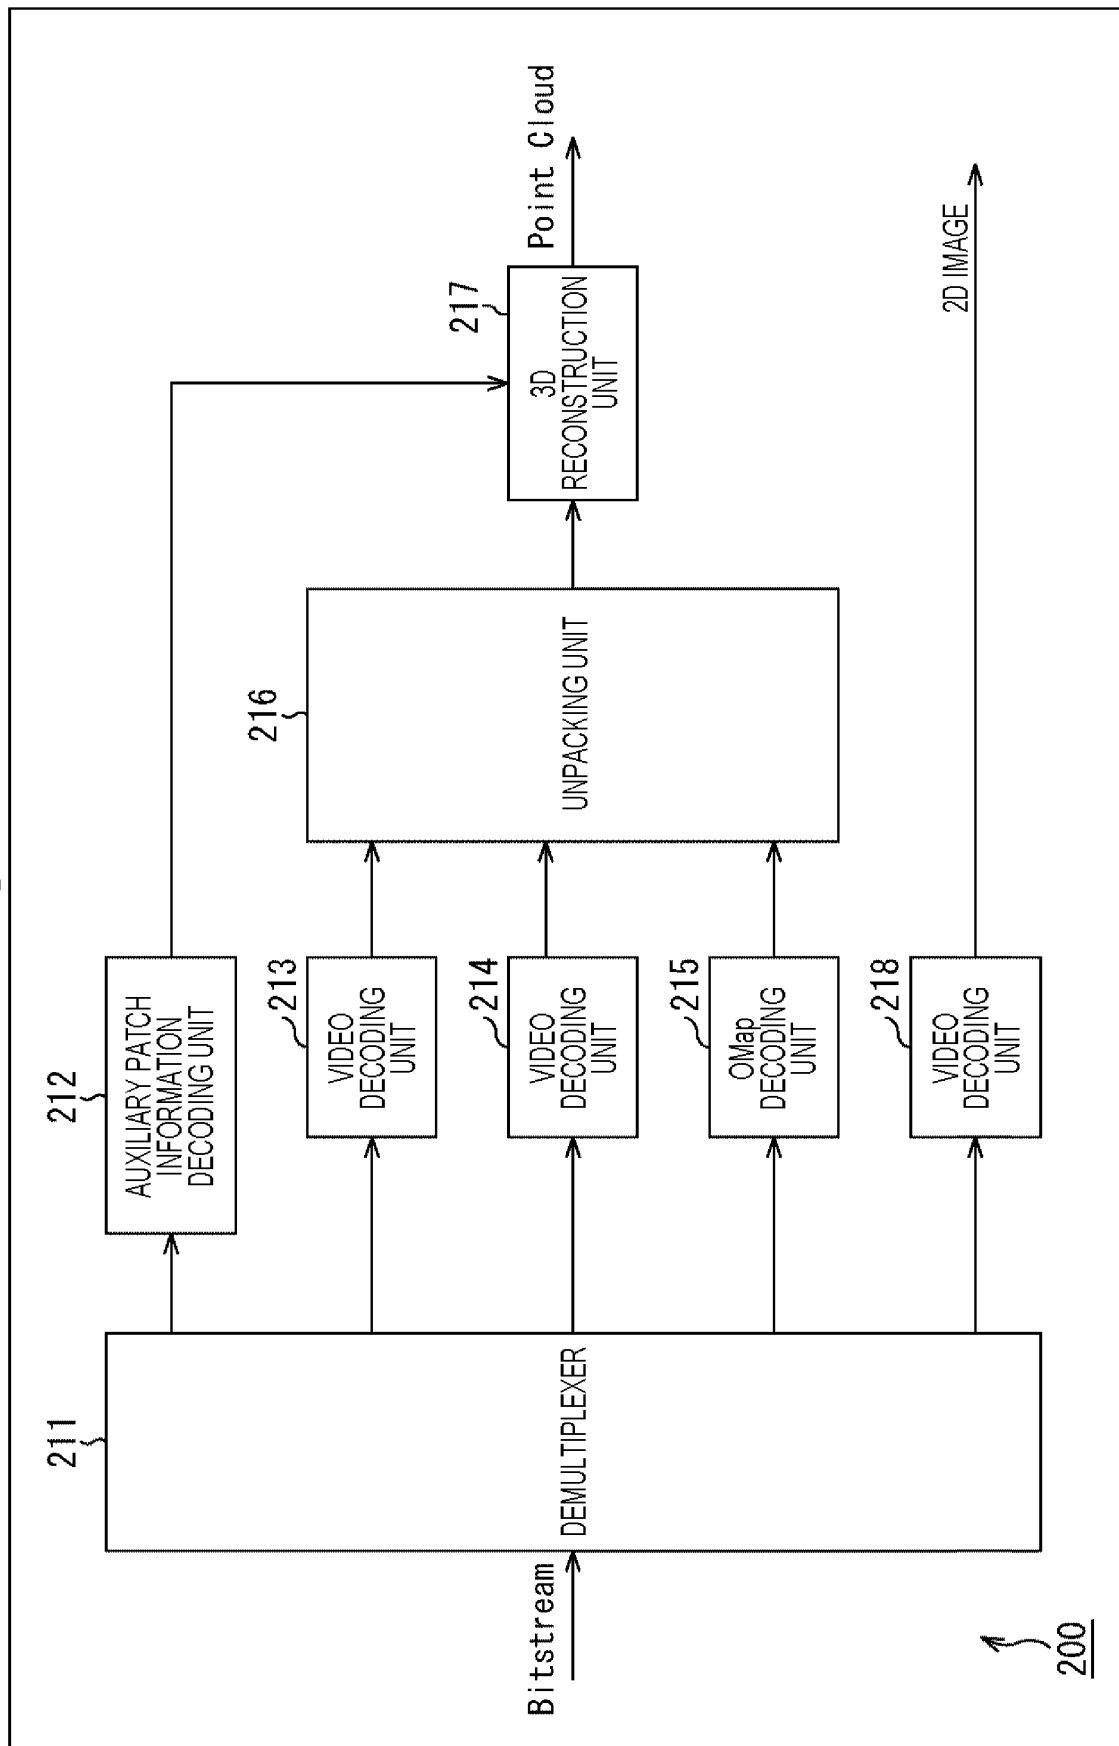 211
DEMULTIPLEXER
Bitstream
212
AUXILIARY PATCH
INFORMATION
DECODING UNIT
213
VIDEO
DECODING
UNIT
214
VIDEO
DECODING
UNIT
215
OMap
DECODING
UNIT
218
VIDEO
DECODING
UNIT
216
UNPACKING UNIT
217
3D
RECONSTRUCTION
UNIT
Point Cloud
2D IMAGE
200